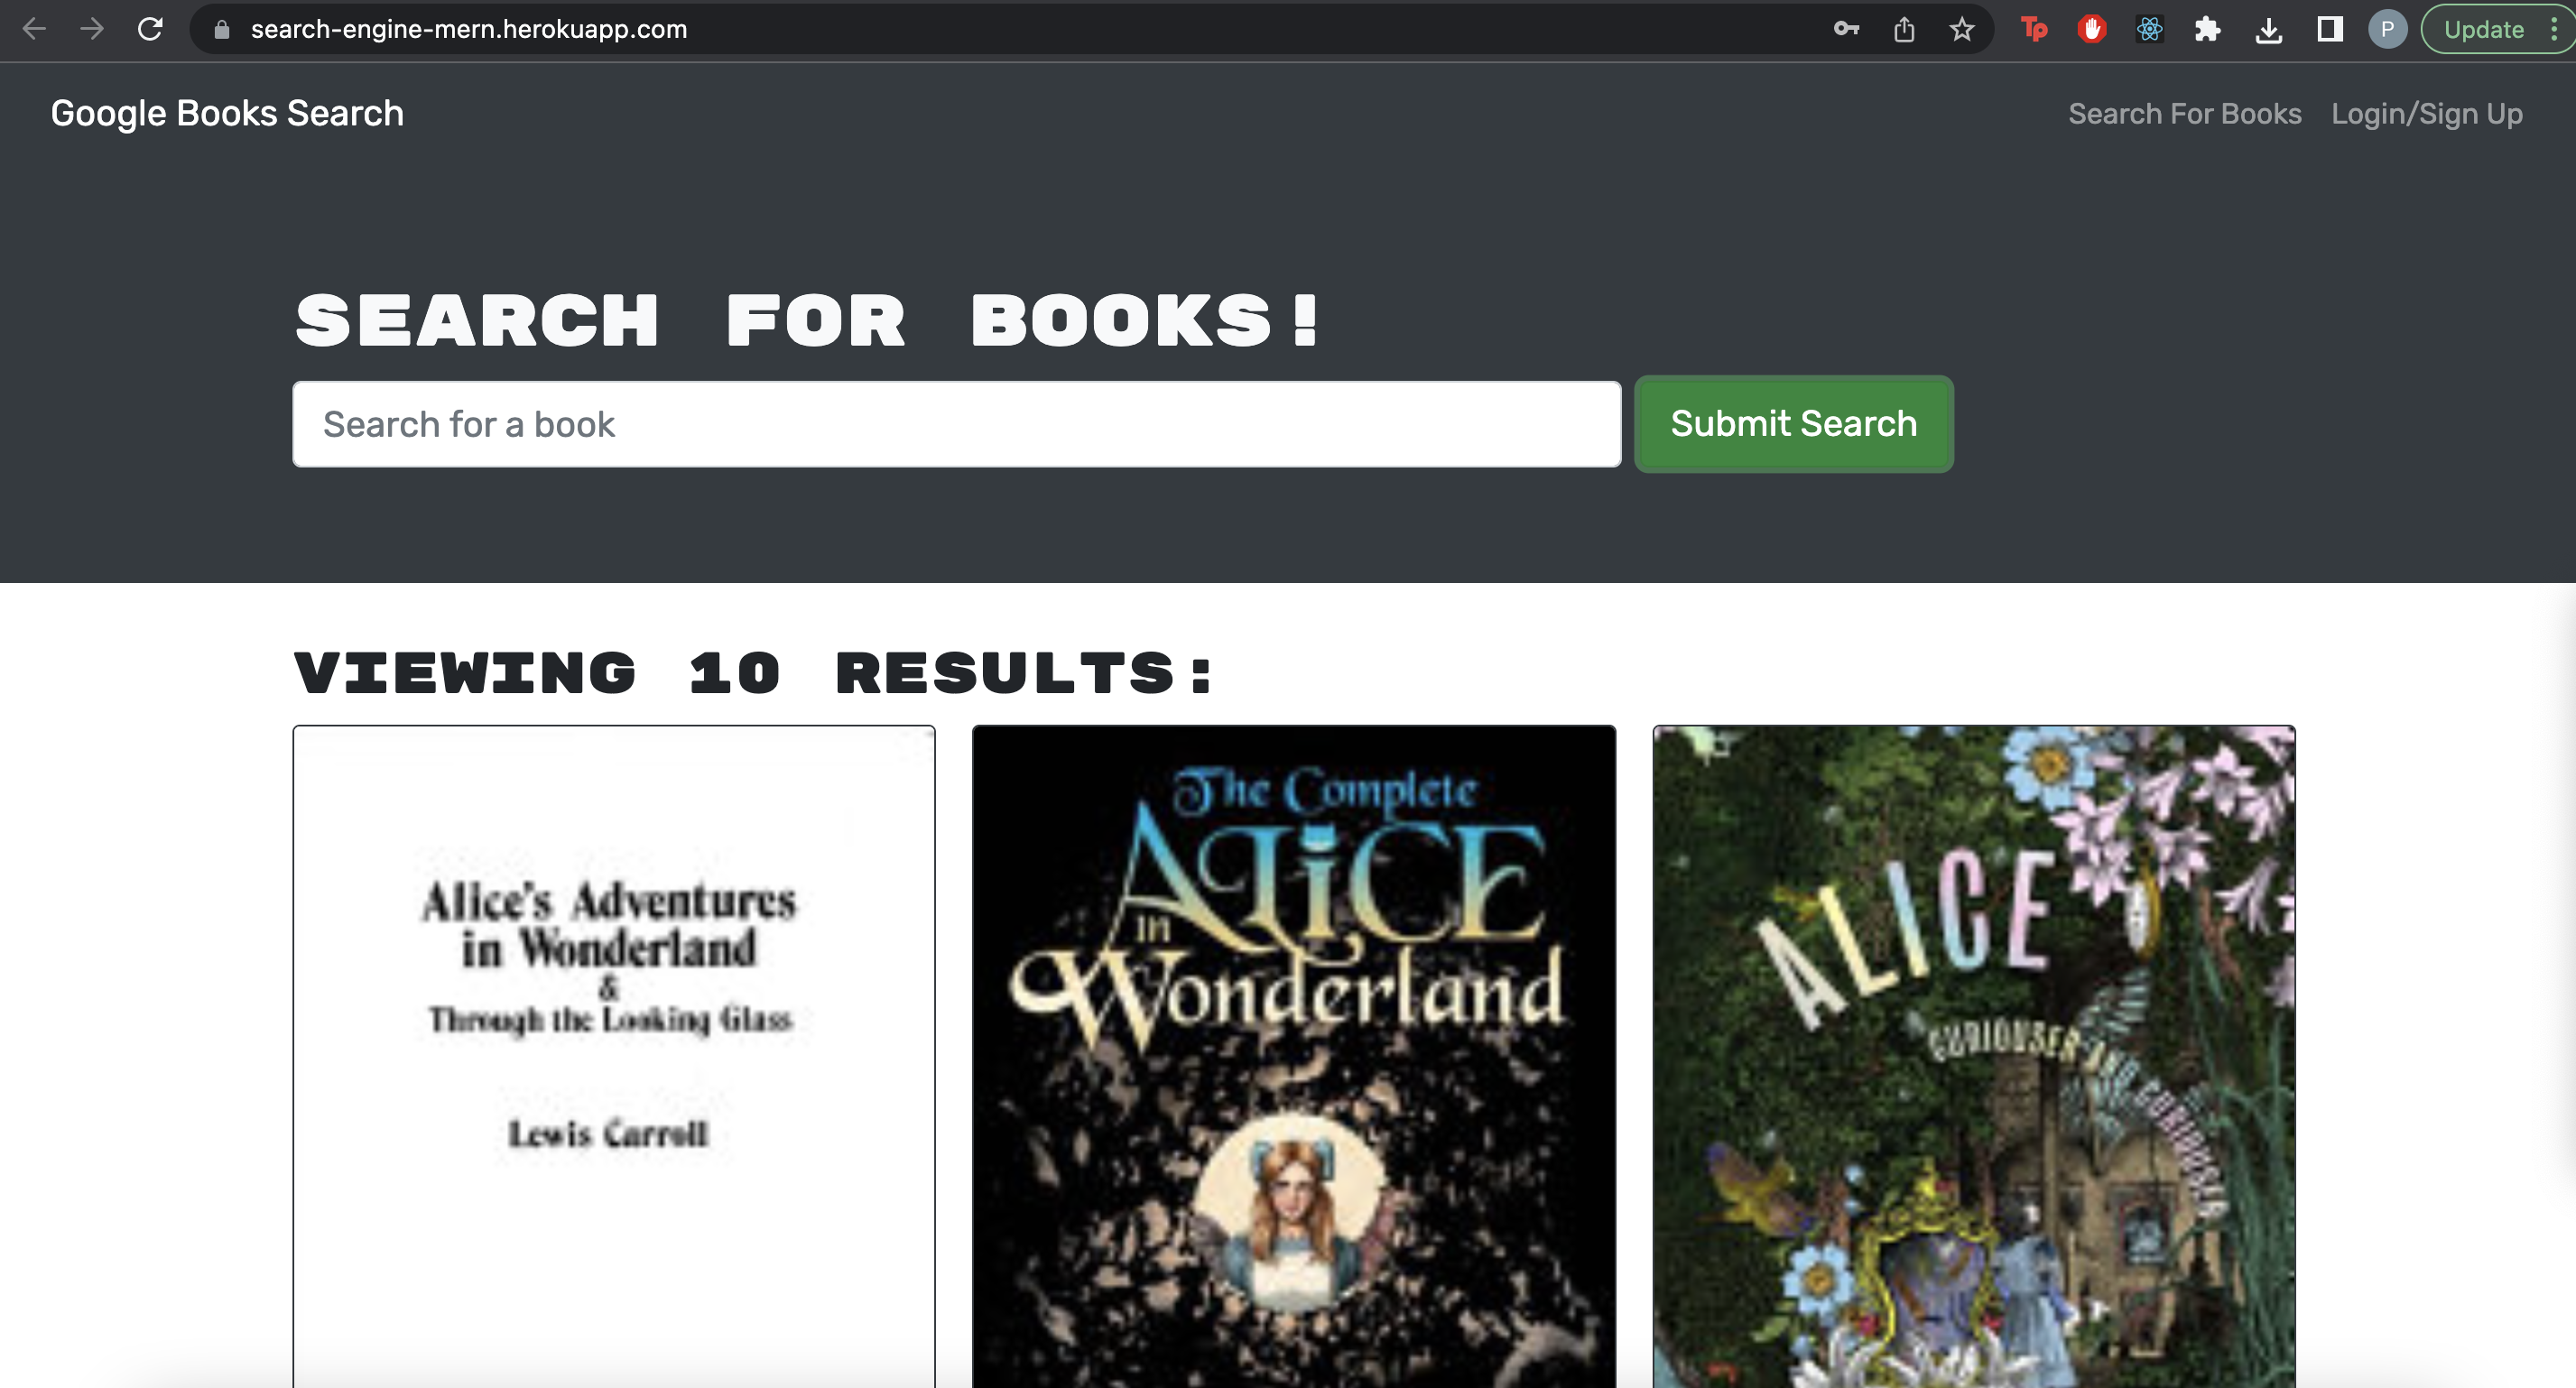 search-engine-mern.herokuapp.com
Tp
P
Update
Google Books Search
Search For Books
Login/Sign Up
SEARCH FOR BOOKS!
Search for a book
Submit Search
VIEWING 10 RESULTS:
Alice's Adventures
in Wonderland
&
Through the Looking Glass
Lewis Carroll
The Complete
ALiCE
in
Wonderland
ALICE
CURIOUSER AND CURIOUSER